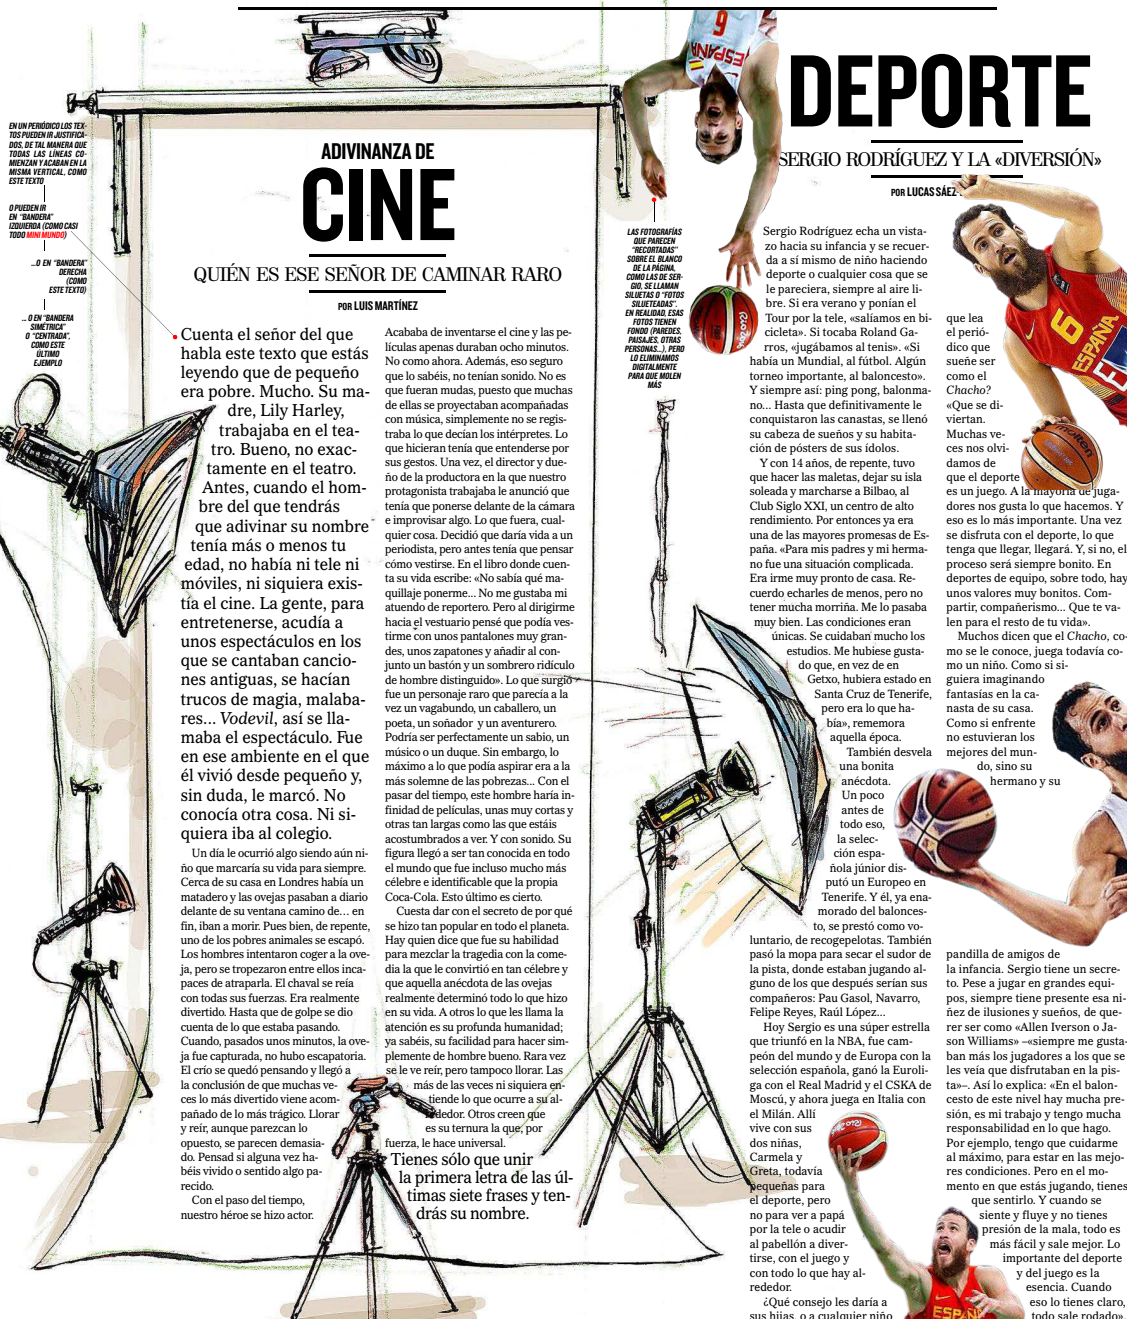 EN UN PERIÓDICO LOS TEX-
TOS PUEDEN IR JUSTIFICA-
DOS, DE TAL MANERA QUE
TODAS LAS LÍNEAS CO-
MIENZAN Y ACABAN EN LA
MISMA VERTICAL, COMO
ESTE TEXTO
O PUEDEN IR
EN "BANDERA"
IZQUIERDA (COMO CASI
TODO MINI MUNDO)
...O EN "BANDERA"
DERECHA
(COMO
ESTE TEXTO)
... O EN "BANDERA
SIMÉTRICA"
O "CENTRADA",
COMO ESTE
ÚLTIMO
EJEMPLO
ADIVINANZA DE
CINE
QUIÉN ES ESE SEÑOR DE CAMINAR RARO
POR LUIS MARTÍNEZ
Cuenta el señor del que
habla este texto que estás
leyendo que de pequeño
era pobre. Mucho. Su ma-
dre, Lily Harley,
trabajaba en el tea-
tro. Bueno, no exac-
tamente en el teatro.
Antes, cuando el hom-
bre del que tendrás
que adivinar su nombre
tenía más o menos tu
edad, no había ni tele ni
móviles, ni siquiera exis-
tía el cine. La gente, para
entretenerse, acudía a
unos espectáculos en los
que se cantaban cancio-
nes antiguas, se hacían
trucos de magia, malaba-
res... Vodevil, así se lla-
maba el espectáculo. Fue
en ese ambiente en el que
él vivió desde pequeño y,
sin duda, le marcó. No
conocía otra cosa. Ni si-
quiera iba al colegio.
Un día le ocurrió algo siendo aún ni-
ño que marcaría su vida para siempre.
Cerca de su casa en Londres había un
matadero y las ovejas pasaban a diario
delante de su ventana camino de... en
fin, iban a morir. Pues bien, de repente,
uno de los pobres animales se escapó.
Los hombres intentaron coger a la ove-
ja, pero se tropezaron entre ellos inca-
paces de atraparla. El chaval se reía
con todas sus fuerzas. Era realmente
divertido. Hasta que de golpe se dio
cuenta de lo que estaba pasando.
Cuando, pasados unos minutos, la ove-
ja fue capturada, no hubo escapatoria.
El crío se quedó pensando y llegó a
la conclusión de que muchas ve-
ces lo más divertido viene acom-
pañado de lo más trágico. Llorar
y reír, aunque parezcan lo
opuesto, se parecen demasia-
do. Pensad si alguna vez ha-
béis vivido o sentido algo pa-
recido.
Con el paso del tiempo,
nuestro héroe se hizo actor.
Acababa de inventarse el cine y las pe-
lículas apenas duraban ocho minutos.
No como ahora. Además, eso seguro
que lo sabéis, no tenían sonido. No es
que fueran mudas, puesto que muchas
de ellas se proyectaban acompañadas
con música, simplemente no se regis-
traba lo que decían los intérpretes. Lo
que hicieran tenía que entenderse por
sus gestos. Una vez, el director y due-
ño de la productora en la que nuestro
protagonista trabajaba le anunció que
tenía que ponerse delante de la cámara
e improvisar algo. Lo que fuera, cual-
quier cosa. Decidió que daría vida a un
periodista, pero antes tenía que pensar
cómo vestirse. En el libro donde cuen-
ta su vida escribe: «No sabía qué ma-
quillaje ponerme... No me gustaba mi
atuendo de reportero. Pero al dirigirme
hacia el vestuario pensé que podía ves-
tirme con unos pantalones muy gran-
des, unos zapatones y añadir al con-
junto un bastón y un sombrero ridículo
de hombre distinguido». Lo que surgió
fue un personaje raro que parecía a la
vez un vagabundo, un caballero, un
poeta, un soñador y un aventurero.
Podría ser perfectamente un sabio, un
músico o un duque. Sin embargo, lo
máximo a lo que podía aspirar era a la
más solemne de las pobrezas... Con el
pasar del tiempo, este hombre haría in-
finidad de películas, unas muy cortas y
otras tan largas como las que estáis
acostumbrados a ver. Y con sonido. Su
figura llegó a ser tan conocida en todo
el mundo que fue incluso mucho más
célebre e identificable que la propia
Coca-Cola. Esto último es cierto.
Cuesta dar con el secreto de por qué
se hizo tan popular en todo el planeta.
Hay quien dice que fue su habilidad
para mezclar la tragedia con la come-
dia la que le convirtió en tan célebre y
que aquella anécdota de las ovejas
realmente determinó todo lo que hizo
en su vida. A otros lo que les llama la
atención es su profunda humanidad;
ya sabéis, su facilidad para hacer sim-
plemente de hombre bueno. Rara vez
se le ve reír, pero tampoco llorar. Las
más de las veces ni siquiera en-
tiende lo que ocurre a su al-
rededor. Otros creen que
es su ternura la que, por
fuerza, le hace universal.
Tienes sólo que unir
la primera letra de las úl-
timas siete frases y ten-
drás su nombre.
LAS FOTOGRAFÍAS
QUE PARECEN
"RECORTADAS"
SOBRE EL BLANCO
DE LA PÁGINA,
COMO LAS DE SER-
GIO, SE LLAMAN
SILUETAS O "FOTOS
SILUETEADAS".
EN REALIDAD, ESAS
FOTOS TIENEN
FONDO (PAREDES,
PAISAJES, OTRAS
PERSONAS...), PERO
LO ELIMINAMOS
DIGITALMENTE
PARA QUE MOLEN
MÁS
DEPORTE
SERGIO RODRÍGUEZ Y LA «DIVERSIÓN»
POR LUCAS SÁEZ-
Sergio Rodríguez echa un vista-
zo hacia su infancia y se recuer-
da a sí mismo de niño haciendo
deporte o cualquier cosa que se
le pareciera, siempre al aire li-
bre. Si era verano y ponían el
Tour por la tele, «salíamos en bi-
cicleta». Si tocaba Roland Ga-
rros, «jugábamos al tenis». «Si
había un Mundial, al fútbol. Algún
torneo importante, al baloncesto».
Y siempre así: ping pong, balonma-
no... Hasta que definitivamente le
conquistaron las canastas, se llenó
su cabeza de sueños y su habita-
ción de pósters de sus ídolos.
Y con 14 años, de repente, tuvo
que hacer las maletas, dejar su isla
soleada y marcharse a Bilbao, al
Club Siglo XXI, un centro de alto
rendimiento. Por entonces ya era
una de las mayores promesas de Es-
paña. «Para mis padres y mi herma-
no fue una situación complicada.
Era irme muy pronto de casa. Re-
cuerdo echarles de menos, pero no
tener mucha morriña. Me lo pasaba
muy bien. Las condiciones eran
únicas. Se cuidaban mucho los
estudios. Me hubiese gusta-
do que, en vez de en
Getxo, hubiera estado en
Santa Cruz de Tenerife,
pero era lo que ha-
bía», rememora
aquella época.
También desvela
una bonita
anécdota.
Un poco
antes de
todo eso,
la selec-
ción espa-
ñola júnior dis-
putó un Europeo en
Tenerife. Y él, ya ena-
morado del balonces-
to, se prestó como vo-
luntario, de recogepelotas. También
pasó la mopa para secar el sudor de
la pista, donde estaban jugando al-
guno de los que después serían sus
compañeros: Pau Gasol, Navarro,
Felipe Reyes, Raúl López...
Hoy Sergio es una súper estrella
que triunfó en la NBA, fue cam-
peón del mundo y de Europa con la
selección española, ganó la Euroli-
ga con el Real Madrid y el CSKA de
Moscú, y ahora juega en Italia con
el Milán. Allí
vive con sus
dos niñas,
Carmela y
Greta, todavía
pequeñas para
el deporte, pero
no para ver a papá
por la tele o acudir
al pabellón a diver-
tirse, con el juego y
con todo lo que hay al-
rededor.
¿Qué consejo les daría a
sus hijas, o a cualquier niño
que lea
el perió-
dico que
sueñe ser
como el
Chacho?
«Que se di-
viertan.
Muchas ve-
ces nos olvi-
damos de
que el deporte
es un juego. A la mayoría de juga-
dores nos gusta lo que hacemos. Y
eso es lo más importante. Una vez
se disfruta con el deporte, lo que
tenga que llegar, llegará. Y, si no, el
proceso será siempre bonito. En
deportes de equipo, sobre todo, hay
unos valores muy bonitos. Com-
partir, compañerismo... Que te va-
len para el resto de tu vida».
Muchos dicen que el Chacho, co-
mo se le conoce, juega todavía co-
mo un niño. Como si si-
guiera imaginando
fantasías en la ca-
nasta de su casa.
Como si enfrente
no estuvieran los
mejores del mun-
do, sino su
hermano y su
pandilla de amigos de
la infancia. Sergio tiene un secre-
to. Pese a jugar en grandes equi-
pos, siempre tiene presente esa ni-
ñez de ilusiones y sueños, de que-
rer ser como «Allen Iverson o Ja-
son Williams» –«siempre me gusta-
ban más los jugadores a los que se
les veía que disfrutaban en la pis-
ta»–. Así lo explica: «En el balon-
cesto de este nivel hay mucha pre-
sión, es mi trabajo y tengo mucha
responsabilidad en lo que hago.
Por ejemplo, tengo que cuidarme
al máximo, para estar en las mejo-
res condiciones. Pero en el mo-
mento en que estás jugando, tienes
que sentirlo. Y cuando se
siente y fluye y no tienes
presión de la mala, todo es
más fácil y sale mejor. Lo
importante del deporte
y del juego es la
esencia. Cuando
eso lo tienes claro,
todo sale rodado».
6
ESPAÑA
Rio2016
6
ESPAÑA
molten
Rio2016
ESPAÑA